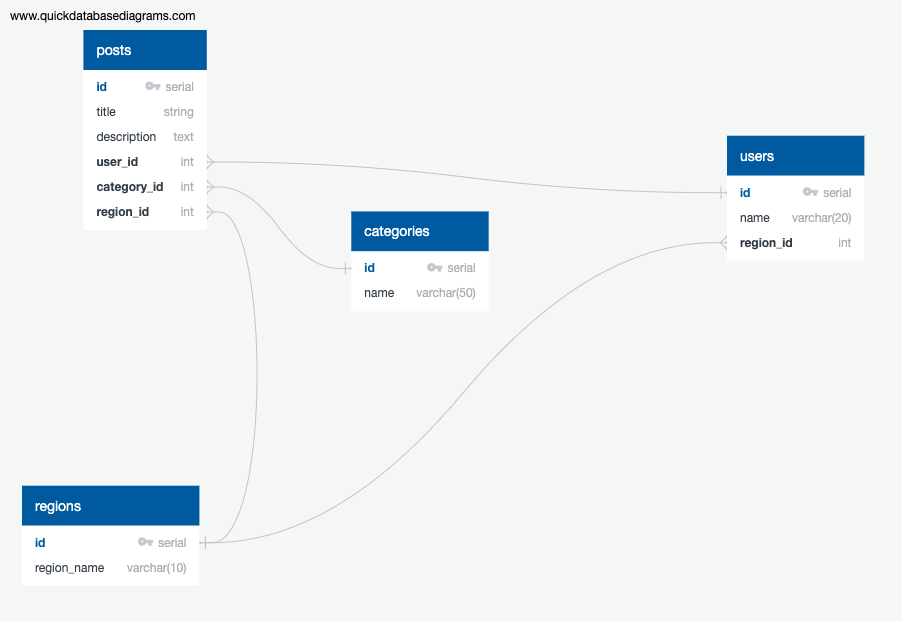 www.quickdatabasediagrams.com
posts
id serial
title string
description text
user_id int
category_id int
region_id int
users
id serial
name varchar(20)
region_id int
categories
id serial
name varchar(50)
regions
id serial
region_name varchar(10)